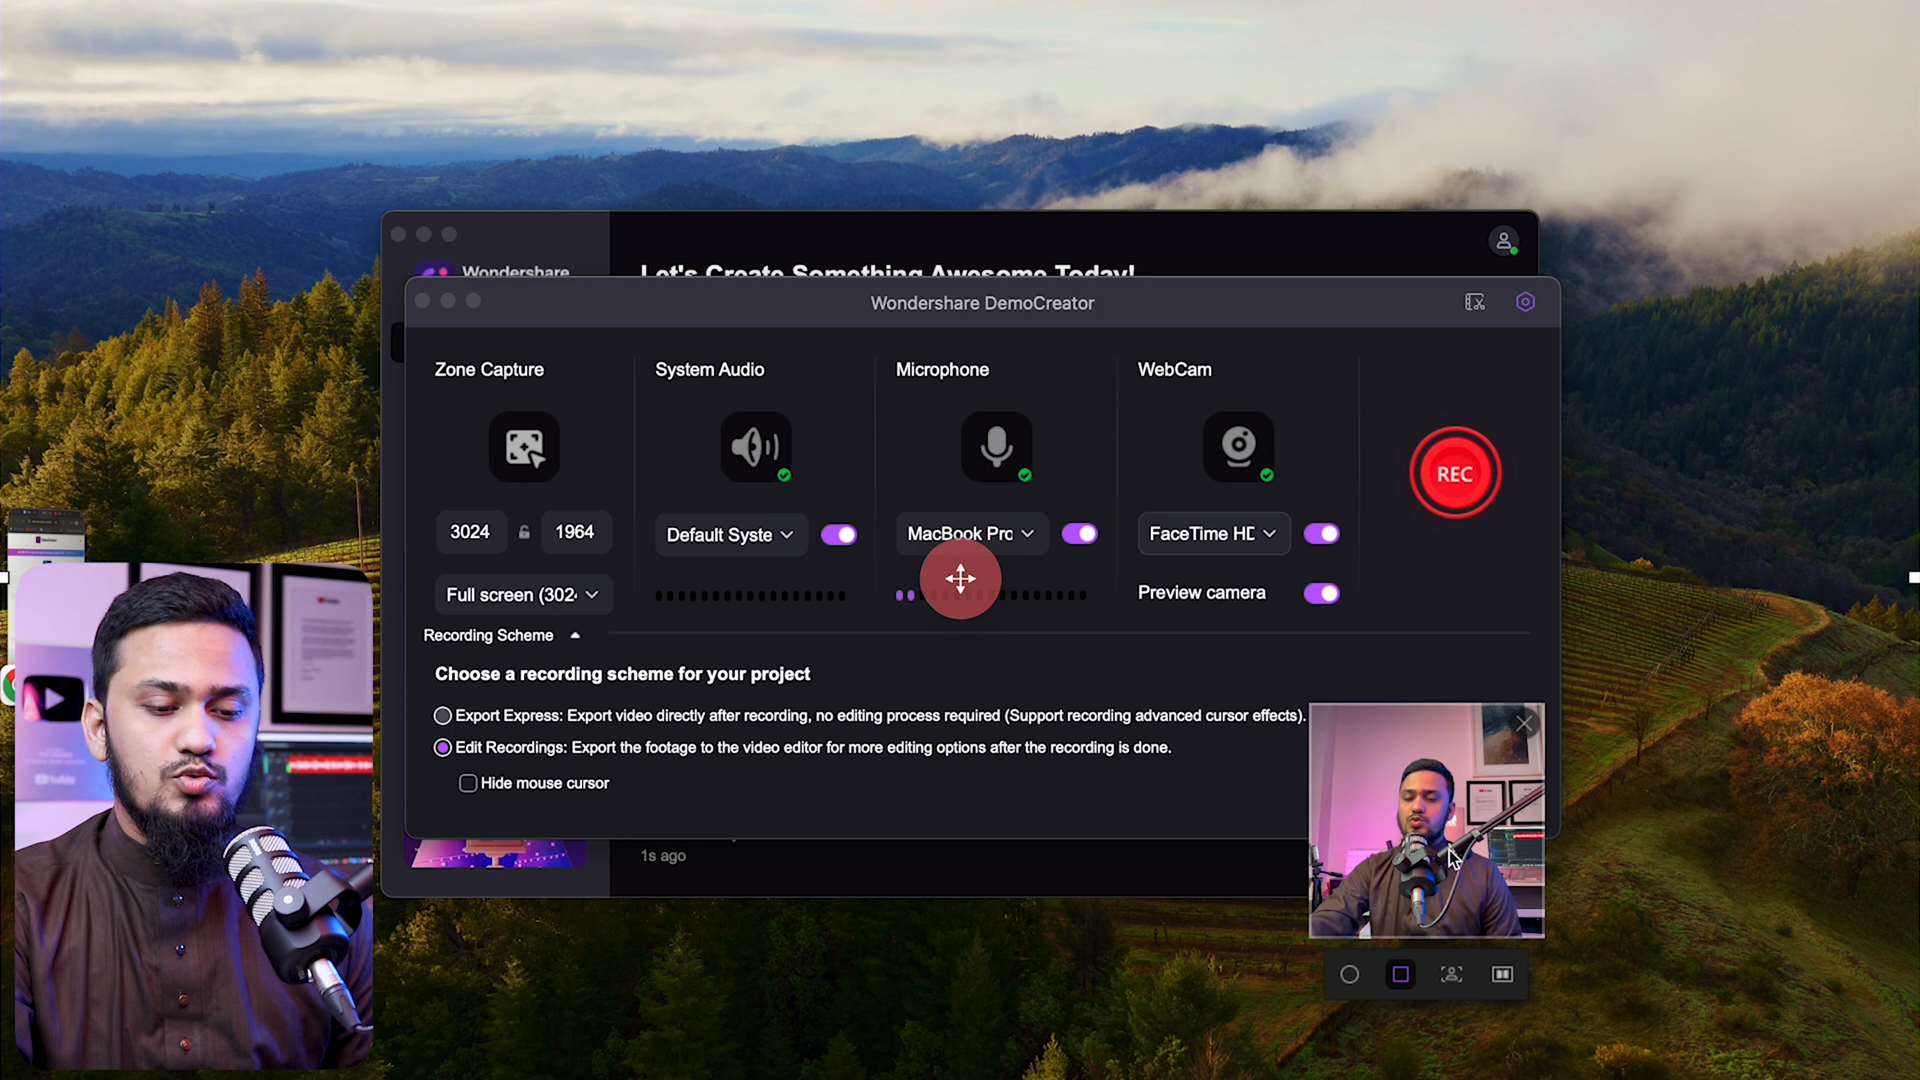 Wondershare
Let's Create Something Awesome Today!
Wondershare DemoCreator
Zone Capture
System Audio
Microphone
WebCam
REC
3024
1964
Default Syste
MacBook Prc
FaceTime HD
Full screen (302
Preview camera
Recording Scheme
Choose a recording scheme for your project
Export Express: Export video directly after recording, no editing process required (Support recording advanced cursor effects).
Edit Recordings: Export the footage to the video editor for more editing options after the recording is done.
Hide mouse cursor
1s ago